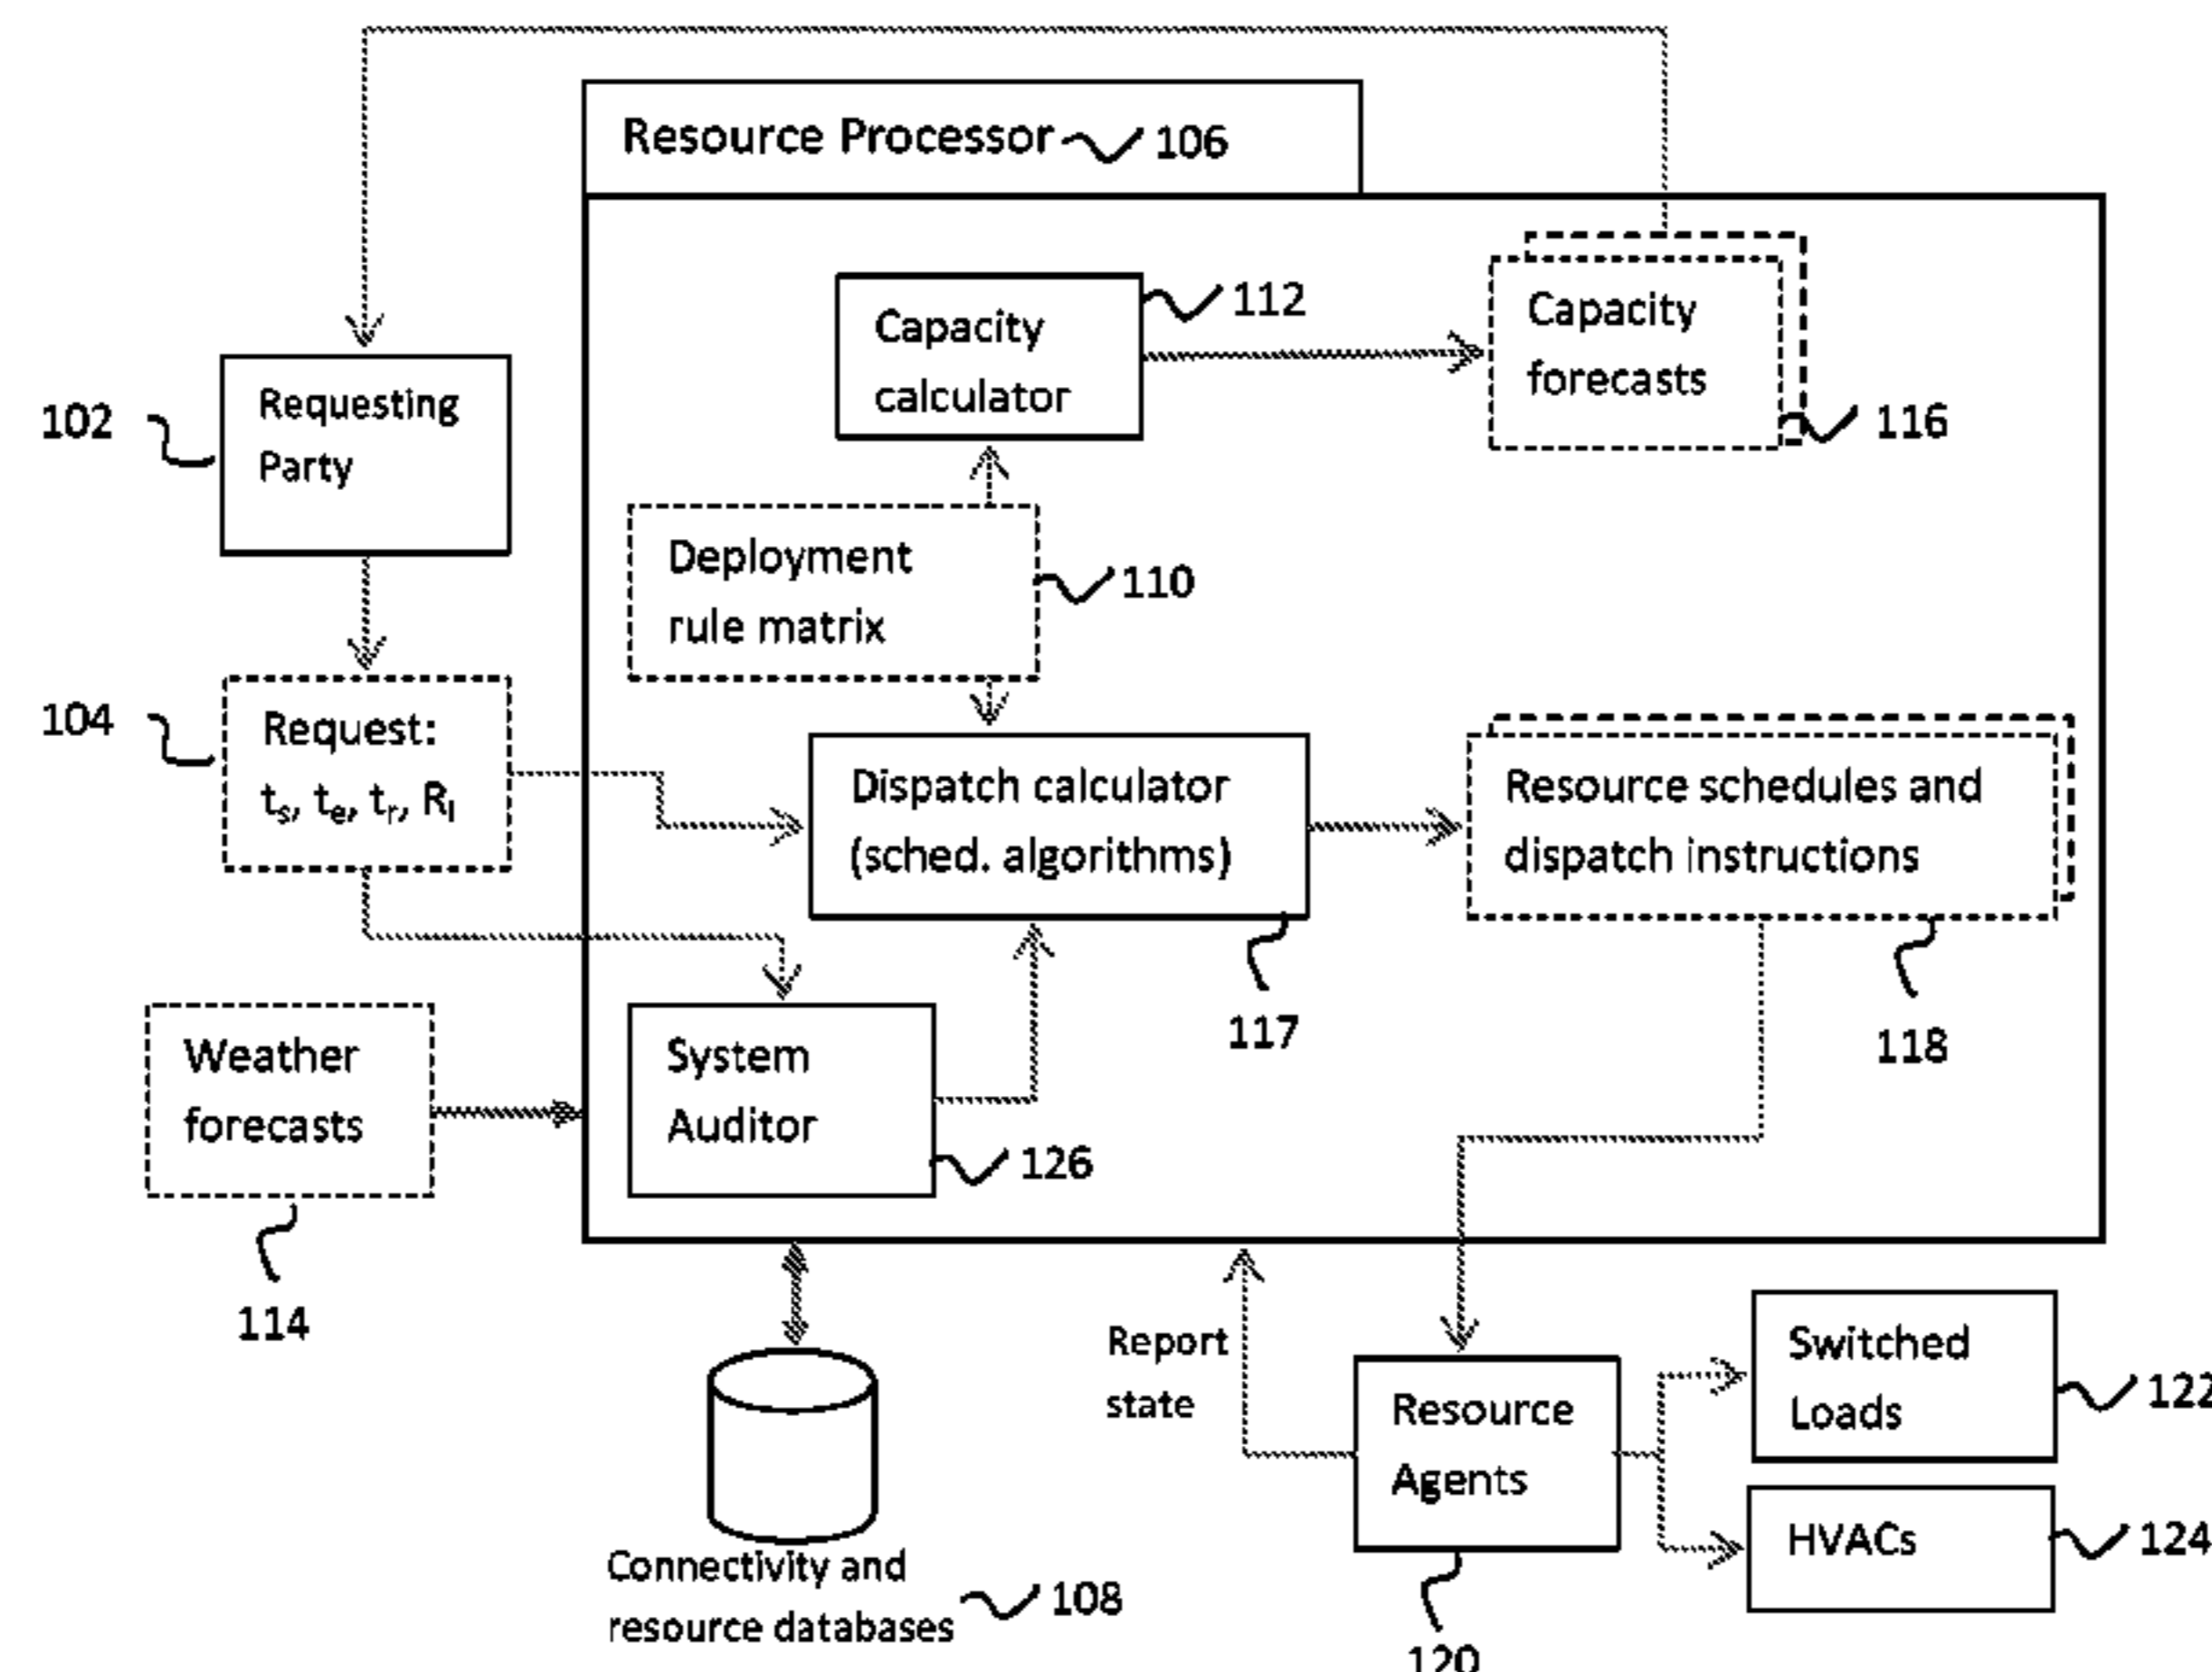 Resource Processor 106
Capacity
calculator
112
Capacity
forecasts
116
102
Requesting
Party
Deployment
rule matrix
110
104
Request:
ts, te, tr, Rl
Dispatch calculator
(sched. algorithms)
117
Resource schedules and
dispatch instructions
118
Weather
forecasts
114
System
Auditor
126
Report
state
Resource
Agents
120
Switched
Loads
122
HVACs
124
Connectivity and
resource databases
108